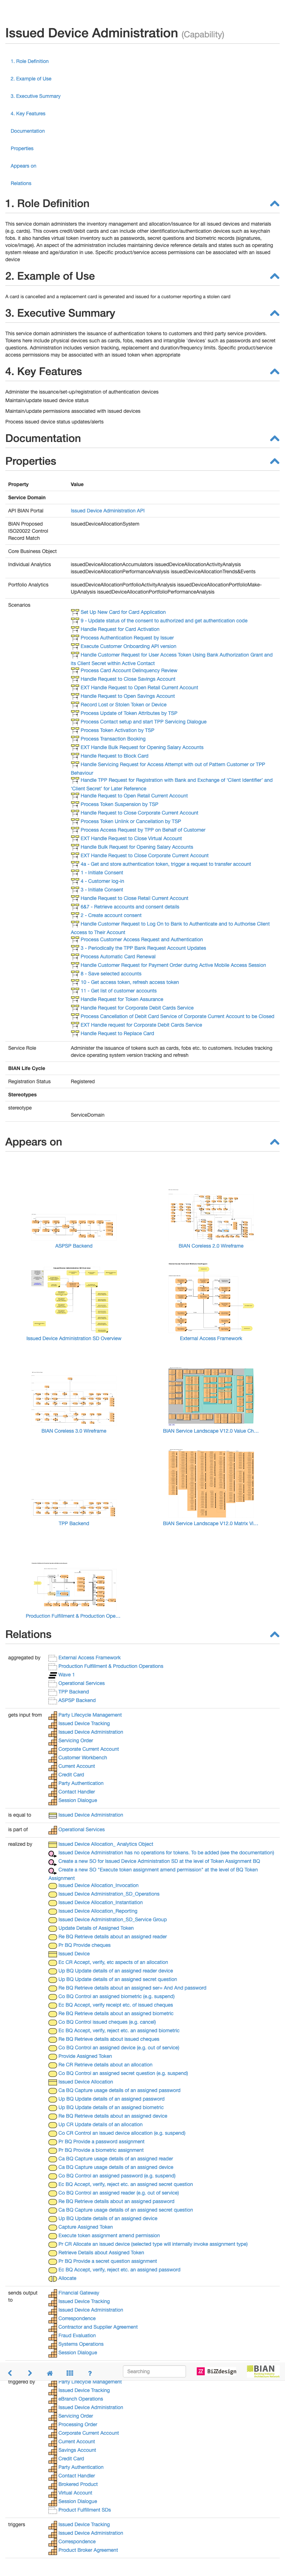 Issued Device Administration (Capability)
1. Role Definition
2. Example of Use
3. Executive Summary
4. Key Features
Documentation
Properties
Appears on
Relations
1. Role Definition
This service domain administers the inventory management and allocation/issuance for all issued devices and materials
(e.g. cards). This covers credit/debit cards and can include other identification/authentication devices such as keychain
fobs, it also handles virtual token inventory such as passwords, secret questions and biometric records (signatures,
voice/image). An aspect of the administration includes maintaining device reference details and statistics such as operating
system release and age/duration in use. Specific product/service access permissions can be associated with an issued
device
2. Example of Use
A card is cancelled and a replacement card is generated and issued for a customer reporting a stolen card
3. Executive Summary
This service domain administers the issuance of authentication tokens to customers and third party service providers.
Tokens here include physical devices such as cards, fobs, readers and intangible 'devices' such as passwords and secret
questions. Administration includes version tracking, replacement and duration/frequency limits. Specific product/service
access permissions may be associated with an issued token when appropriate
4. Key Features
Administer the issuance/set-up/registration of authentication devices
Maintain/update issued device status
Maintain/update permissions associated with issued devices
Process issued device status updates/alerts
Documentation
Properties
Property Value
Service Domain
API BIAN Portal Issued Device Administration API
BIAN Proposed IssuedDeviceAllocationSystem
ISO20022 Control
Record Match
Core Business Object
Individual Analytics IssuedDeviceAllocationAccumulators IssuedDeviceAllocationActivityAnalysis
IssuedDeviceAllocationPerformanceAnalysis IssuedDeviceAllocationTrends&Events
Portfolio Analytics IssuedDeviceAllocationPortfolioActivityAnalysis IssuedDeviceAllocationPortfolioMake-
UpAnalysis IssuedDeviceAllocationPortfolioPerformanceAnalysis
Scenarios
Set Up New Card for Card Application
9 - Update status of the consent to authorized and get authentication code
Handle Request for Card Activation
Process Authentication Request by Issuer
Execute Customer Onboarding API version
Handle Customer Request for User Access Token Using Bank Authorization Grant and
its Client Secret within Active Contact
Process Card Account Delinquency Review
Handle Request to Close Savings Account
EXT Handle Request to Open Retail Current Account
Handle Request to Open Savings Account
Record Lost or Stolen Token or Device
Process Update of Token Attributes by TSP
Process Contact setup and start TPP Servicing Dialogue
Process Token Activation by TSP
Process Transaction Booking
EXT Handle Bulk Request for Opening Salary Accounts
Handle Request to Block Card
Handle Servicing Request for Access Attempt with out of Pattern Customer or TPP
Behaviour
Handle TPP Request for Registration with Bank and Exchange of 'Client Identifier' and
'Client Secret' for Later Reference
Handle Request to Open Retail Current Account
Process Token Suspension by TSP
Handle Request to Close Corporate Current Account
Process Token Unlink or Cancellation by TSP
Process Access Request by TPP on Behalf of Customer
EXT Handle Request to Close Virtual Account
Handle Bulk Request for Opening Salary Accounts
EXT Handle Request to Close Corporate Current Account
4a - Get and store authentication token, trigger a request to transfer account
1 - Initiate Consent
4 - Customer log-in
3 - Initiate Consent
Handle Request to Close Retail Current Account
6&7 - Retrieve accounts and consent details
2 - Create account consent
Handle Customer Request to Log On to Bank to Authenticate and to Authorise Client
Access to Their Account
Process Customer Access Request and Authentication
3 - Periodically the TPP Bank Request Account Updates
Process Automatic Card Renewal
Handle Customer Request for Payment Order during Active Mobile Access Session
8 - Save selected accounts
10 - Get access token, refresh access token
11 - Get list of customer accounts
Handle Request for Token Assurance
Handle Request for Corporate Debit Cards Service
Process Cancellation of Debit Card Service of Corporate Current Account to be Closed
EXT Handle request for Corporate Debit Cards Service
Handle Request to Replace Card
Service Role Administer the issuance of tokens such as cards, fobs etc. to customers. Includes tracking
device operating system version tracking and refresh
BIAN Life Cycle
Registration Status Registered
Stereotypes
stereotype
ServiceDomain
Appears on
ASPSP Backend
BIAN Coreless 2.0 Wireframe
Issued Device Administration SD Overview
External Access Framework
BIAN Coreless 3.0 Wireframe
BIAN Service Landscape V12.0 Value Ch...
TPP Backend
BIAN Service Landscape V12.0 Matrix Vi...
Production Fulfillment & Production Ope...
Relations
aggregated by External Access Framework
Production Fulfillment & Production Operations
Wave 1
Operational Services
TPP Backend
ASPSP Backend
gets input from Party Lifecycle Management
Issued Device Tracking
Issued Device Administration
Servicing Order
Corporate Current Account
Customer Workbench
Current Account
Credit Card
Party Authentication
Contact Handler
Session Dialogue
is equal to Issued Device Administration
is part of Operational Services
realized by Issued Device Allocation_ Analytics Object
Issued Device Administration has no operations for tokens. To be added (see the documentation)
Create a new SO for Issued Device Administration SD at the level of Token Assignment BQ
Create a new SO "Execute token assignment amend permission" at the level of BQ Token
Assignment
Issued Device Allocation_Invocation
Issued Device Administration_SD_Operations
Issued Device Allocation_Instantiation
Issued Device Allocation_Reporting
Issued Device Administration_SD_Service Group
Update Details of Assigned Token
Re BQ Retrieve details about an assigned reader
Pr BQ Provide cheques
Issued Device
Ec CR Accept, verify, etc aspects of an allocation
Up BQ Update details of an assigned reader device
Up BQ Update details of an assigned secret question
Re BQ Retrieve details about an assigned ser+ And And password
Co BQ Control an assigned biometric (e.g. suspend)
Ec BQ Accept, verify receipt etc. of issued cheques
Re BQ Retrieve details about an assigned biometric
Co BQ Control issued cheques (e.g. cancel)
Ec BQ Accept, verify, reject etc. an assigned biometric
Re BQ Retrieve details about issued cheques
Co BQ Control an assigned device (e.g. out of service)
Provide Assigned Token
Re CR Retrieve details about an allocation
Co BQ Control an assigned secret question (e.g. suspend)
Issued Device Allocation
Ca BQ Capture usage details of an assigned password
Up BQ Update details of an assigned password
Up BQ Update details of an assigned biometric
Re BQ Retrieve details about an assigned device
Up CR Update details of an allocation
Co CR Control an issued device allocation (e.g. suspend)
Pr BQ Provide a password assignment
Pr BQ Provide a biometric assignment
Ca BQ Capture usage details of an assigned reader
Ca BQ Capture usage details of an assigned device
Co BQ Control an assigned password (e.g. suspend)
Ec BQ Accept, verify, reject etc. an assigned secret question
Co BQ Control an assigned reader (e.g. out of service)
Re BQ Retrieve details about an assigned password
Ca BQ Capture usage details of an assigned secret question
Up BQ Update details of an assigned device
Capture Assigned Token
Execute token assignment amend permission
Pr CR Allocate an issued device (selected type will internally invoke assignment type)
Retrieve Details about Assigned Token
Pr BQ Provide a secret question assignment
Ec BQ Accept, verify, reject etc. an assigned password
Allocate
sends output Financial Gateway
to Issued Device Tracking
Issued Device Administration
Correspondence
Contractor and Supplier Agreement
Fraud Evaluation
Systems Operations
Session Dialogue
Searching
BiZZdesign
BIAN
triggered by Party Lifecycle Management
Issued Device Tracking
eBranch Operations
Issued Device Administration
Servicing Order
Processing Order
Corporate Current Account
Current Account
Savings Account
Credit Card
Party Authentication
Contact Handler
Brokered Product
Virtual Account
Session Dialogue
Product Fulfillment SDs
triggers Issued Device Tracking
Issued Device Administration
Correspondence
Product Broker Agreement